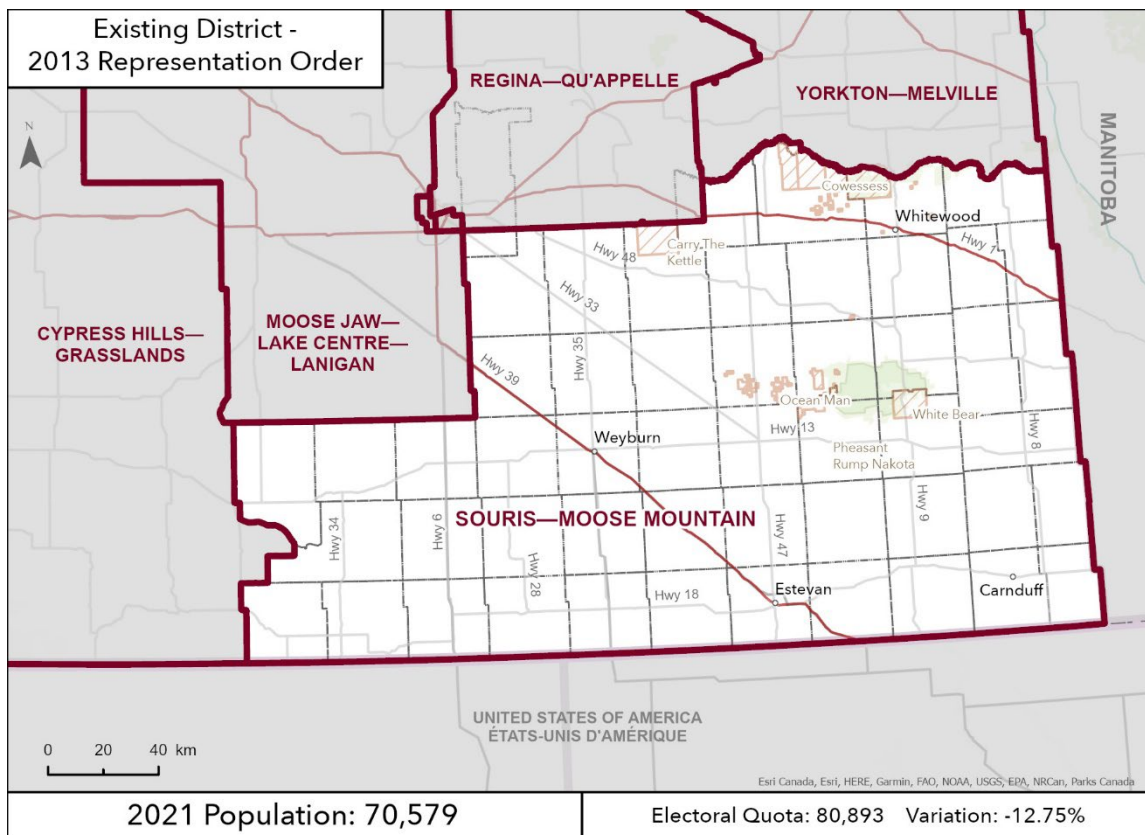 Existing District -
2013 Representation Order
REGINA—QU'APPELLE
YORKTON—MELVILLE
MANITOBA
N
Cowessess
Whitewood
Hwy 1
Carry The
Kettle
Hwy 48
Hwy 33
CYPRESS HILLS—
GRASSLANDS
MOOSE JAW—
LAKE CENTRE—
LANIGAN
Hwy 35
Hwy 39
Ocean Man
White Bear
Hwy 13
Hwy 8
Weyburn
Pheasant
Rump Nakota
SOURIS—MOOSE MOUNTAIN
Hwy 34
Hwy 9
Hwy 28
Hwy 47
Hwy 9
Hwy 18
Estevan
Carnduff
UNITED STATES OF AMERICA
ÉTATS-UNIS D'AMÉRIQUE
0 20 40 km
Esri Canada, Esri, HERE, Garmin, FAO, NOAA, USGS, EPA, NRCan, Parks Canada
2021 Population: 70,579
Electoral Quota: 80,893 Variation: -12.75%